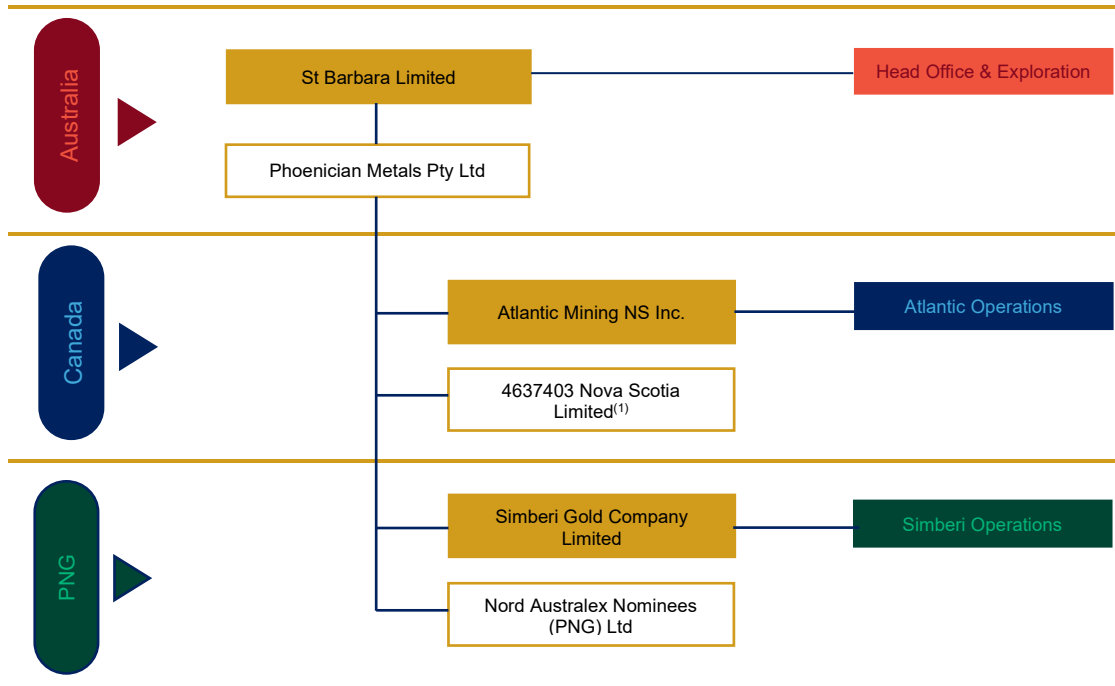 Australia
St Barbara Limited
Head Office & Exploration
Phoenician Metals Pty Ltd
Canada
Atlantic Mining NS Inc.
Atlantic Operations
4637403 Nova Scotia
Limited(1)
PNG
Simberi Gold Company
Limited
Simberi Operations
Nord Australex Nominees
(PNG) Ltd